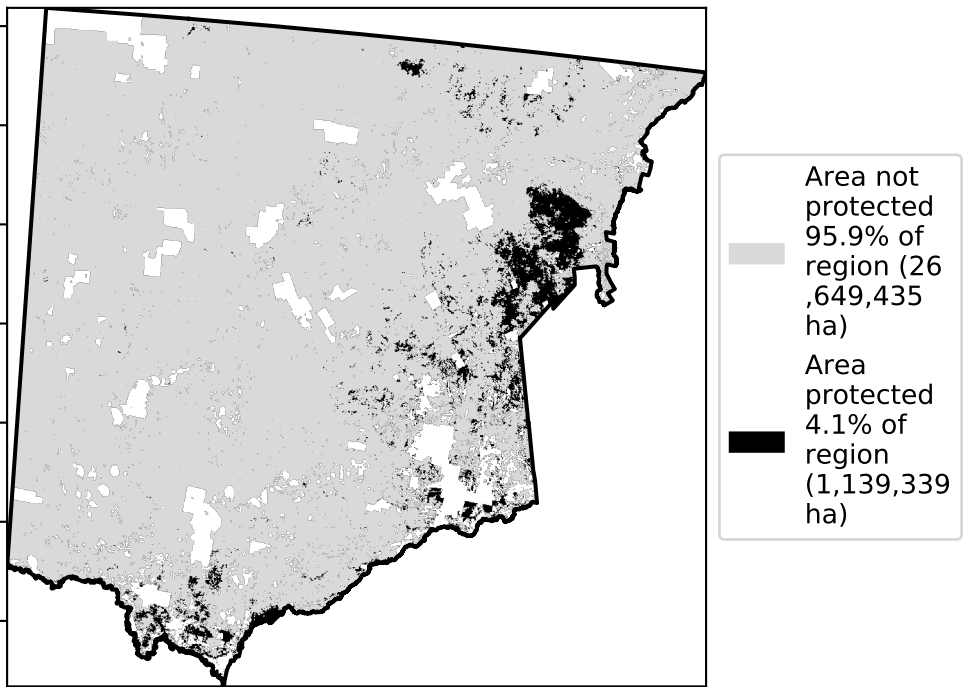 Area not
protected
95.9% of
region (26
,649,435
ha)
Area
protected
4.1% of
region
(1,139,339
ha)